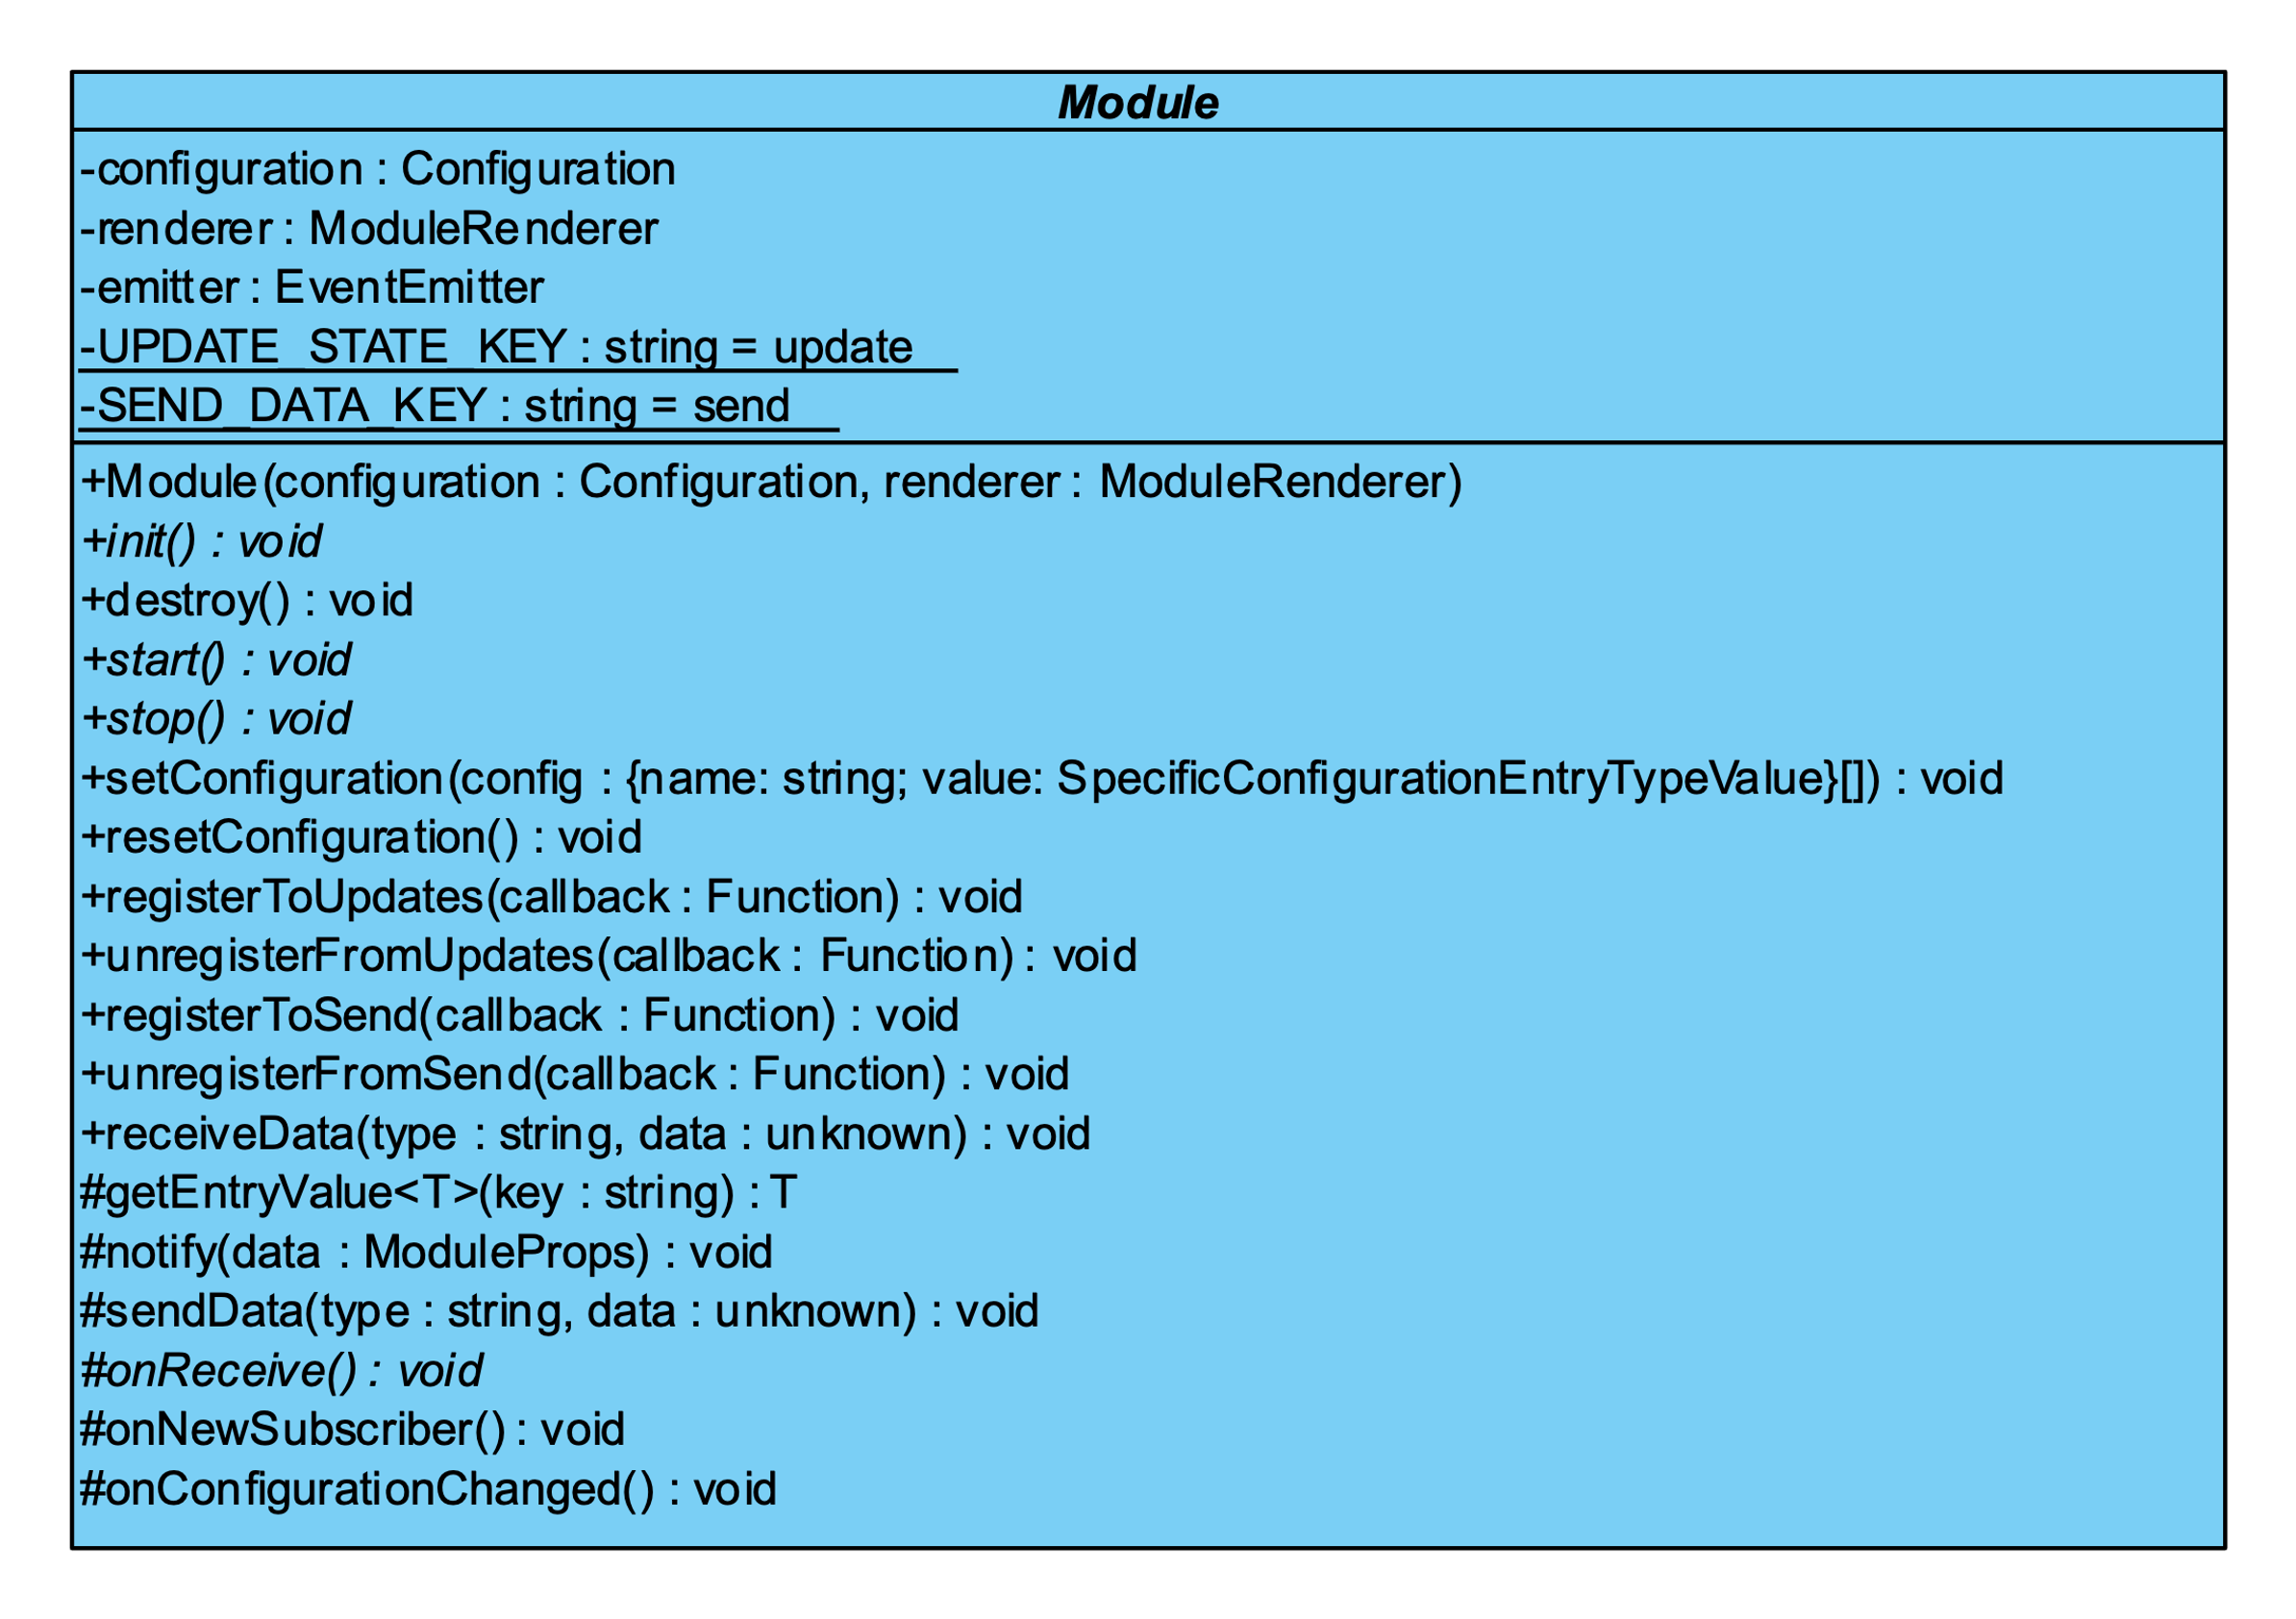 Module
-configuration : Configuration
-renderer : ModuleRenderer
-emitter : EventEmitter
-UPDATE_STATE_KEY : string = update
-SEND_DATA_KEY : string = send
+Module(configuration : Configuration, renderer : ModuleRenderer)
+init() : void
+destroy() : void
+start() : void
+stop() : void
+setConfiguration(config : {name: string; value: SpecificConfigurationEntryTypeValue}[]) : void
+resetConfiguration() : void
+registerToUpdates(callback : Function) : void
+unregisterFromUpdates(callback : Function) : void
+registerToSend(callback : Function) : void
+unregisterFromSend(callback : Function) : void
+receiveData(type : string, data : unknown) : void
#getEntryValue<T>(key : string) : T
#notify(data : ModuleProps) : void
#sendData(type : string, data : unknown) : void
#onReceive() : void
#onNewSubscriber() : void
#onConfigurationChanged() : void